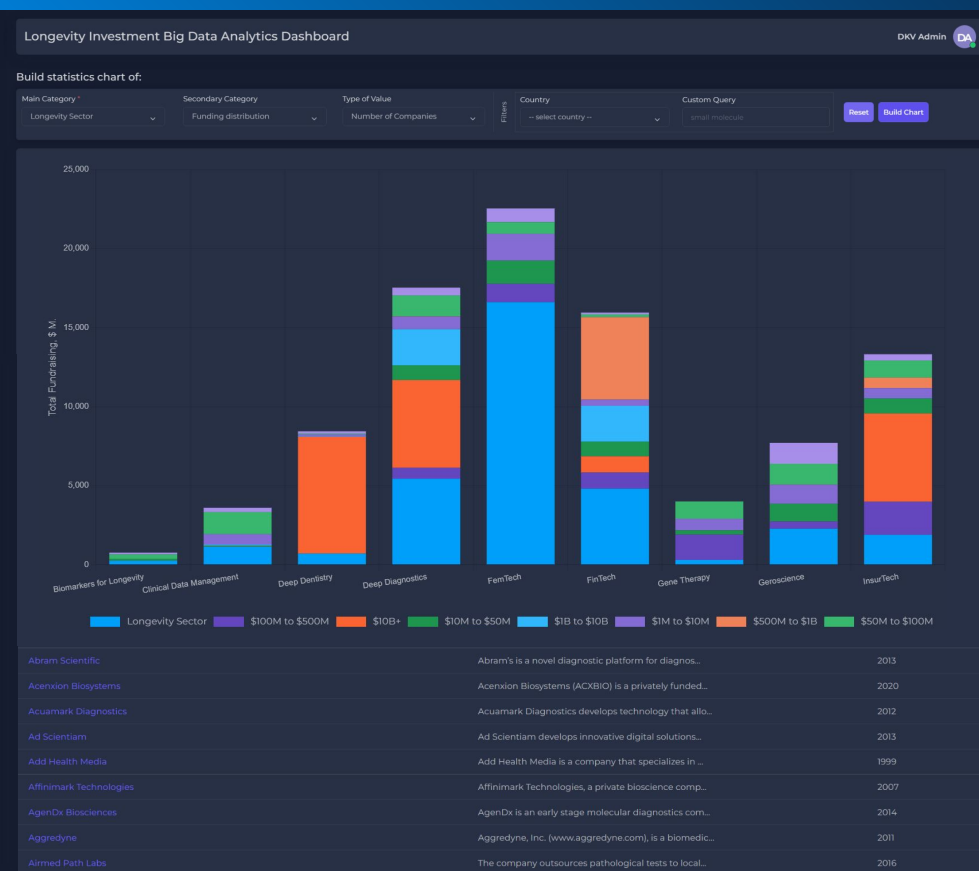 Longevity Investment Big Data Analytics Dashboard
DKV Admin
DA
Build statistics chart of:
Main Category *
Secondary Category
Type of Value
Filters
Country
Custom Query
Longevity Sector
Funding distribution
Number of Companies
-- select country --
small molecule
Reset
Build Chart
25,000
20,000
15,000
10,000
5,000
0
Total Fundraising, $ M.
Biomarkers for Longevity
Clinical Data Management
Deep Dentistry
Deep Diagnostics
FemTech
FinTech
Gene Therapy
Geroscience
InsurTech
Longevity Sector
$100M to $500M
$10B+
$10M to $50M
$1B to $10B
$1M to $10M
$500M to $1B
$50M to $100M
Abram Scientific Abram's is a novel diagnostic platform for diagnos... 2013
Acenxion Biosystems Acenxion Biosystems (ACXBIO) is a privately funded... 2020
Acuamark Diagnostics Acuamark Diagnostics develops technology that allo... 2012
Ad Scientiam Ad Scientiam develops innovative digital solutions... 2013
Add Health Media Add Health Media is a company that specializes in ... 1999
Affinimark Technologies Affinimark Technologies, a private bioscience comp... 2007
AgenDx Biosciences AgenDx is an early stage molecular diagnostics com... 2014
Aggredyne Aggredyne, Inc. (www.aggredyne.com), is a biomedic... 2011
Airmed Path Labs The company outsources pathological tests to local... 2016